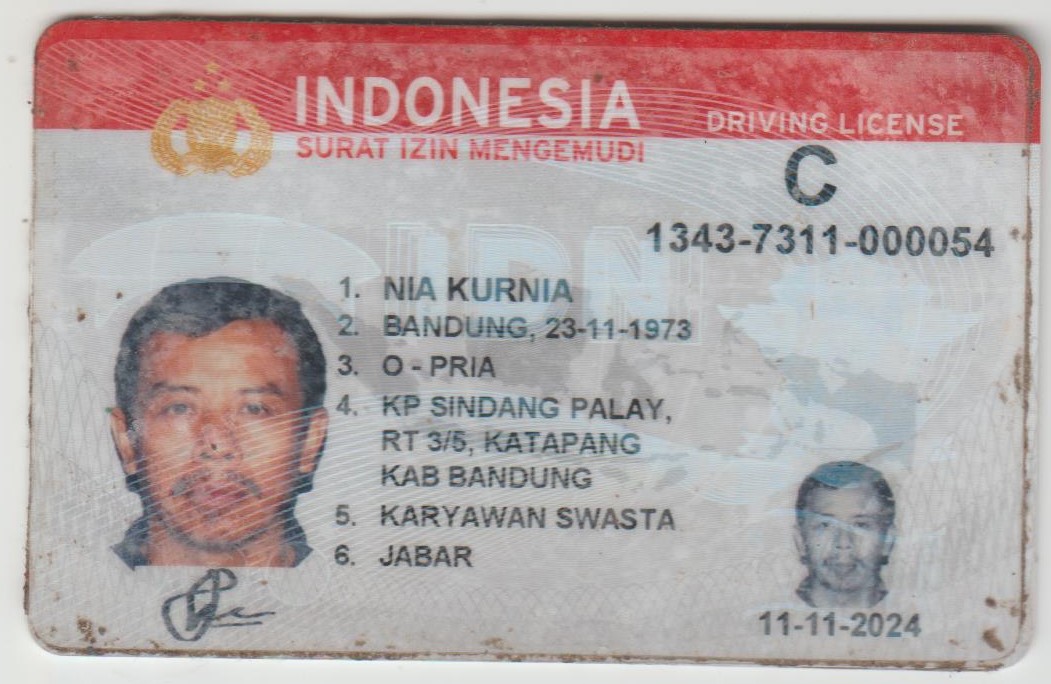 INDONESIA
SURAT IZIN MENGEMUDI
DRIVING LICENSE
C
1343-7311-000054
1. NIA KURNIA
2. BANDUNG, 23-11-1973
3. O - PRIA
4. KP SINDANG PALAY,
RT 3/5, KATAPANG
KAB BANDUNG
5. KARYAWAN SWASTA
6. JABAR
11-11-2024